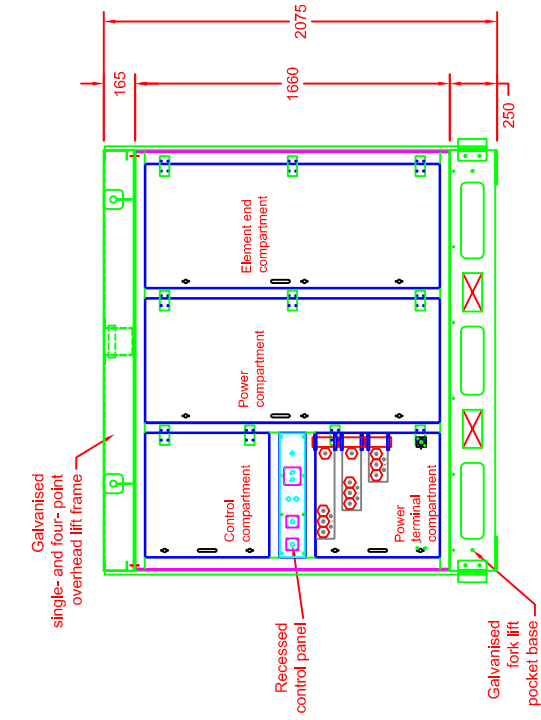 Galvanised
single- and four- point
overhead lift frame
2075
165
1660
250
Control
compartment
Power
compartment
Element end
compartment
Recessed
control panel
Power
terminal
compartment
Galvanised
fork lift
pocket base